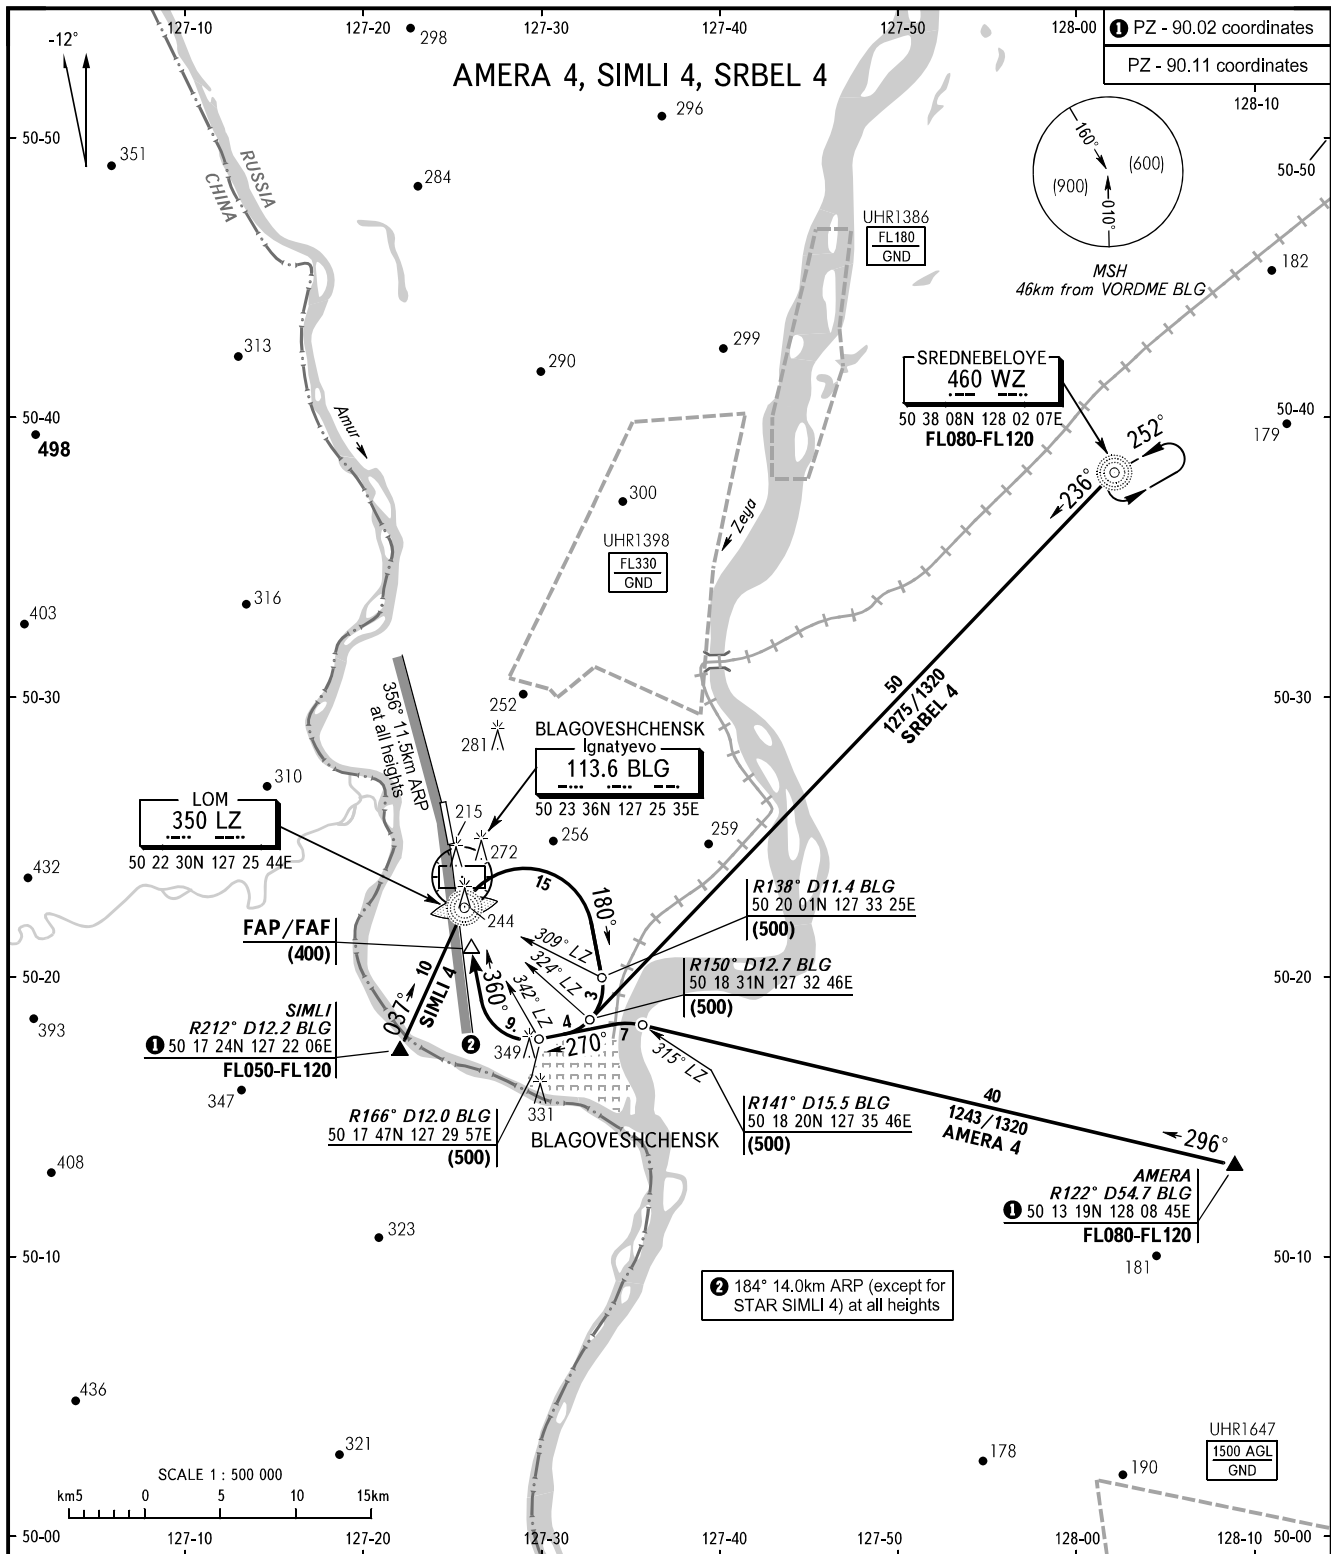 127-10
127-20
127-30
127-40
127-50
128-00
❶ PZ - 90.02 coordinates
PZ - 90.11 coordinates
128-10
-12°
298
AMERA 4, SIMLI 4, SRBEL 4
296
50-50
351
RUSSIA
CHINA
284
160°
(600)
(900)
010°
50-50
MSH
46km from VORDME BLG
UHR1386
FL180
GND
182
313
290
299
SREDNEBELOYE
460 WZ
50 38 08N 128 02 07E
FL080-FL120
50-40
Amur
50-40
498
179
252°
236°
300
Zeya
UHR1398
FL330
GND
316
403
50-30
50-30
356° 11.5km ARP
at all heights
252
281
50
1275/1320
SRBEL 4
BLAGOVESHCHENSK
Ignatyevo
113.6 BLG
50 23 36N 127 25 35E
310
LOM
350 LZ
50 22 30N 127 25 44E
215
272
256
259
432
15
180°
244
R138° D11.4 BLG
50 20 01N 127 33 25E
(500)
FAP/FAF
(400)
309° LZ
324° LZ
342° LZ
R150° D12.7 BLG
50 18 31N 127 32 46E
(500)
50-20
50-20
10
SIMLI 4
037°
360°
3
4
9.
7
270°
315° LZ
393
SIMLI
R212° D12.2 BLG
❶ 50 17 24N 127 22 06E
FL050-FL120
❷
349
347
331
R166° D12.0 BLG
50 17 47N 127 29 57E
(500)
BLAGOVESHCHENSK
R141° D15.5 BLG
50 18 20N 127 35 46E
(500)
40
1243/1320
AMERA 4
296°
AMERA
R122° D54.7 BLG
❶ 50 13 19N 128 08 45E
FL080-FL120
408
323
50-10
50-10
181
❷ 184° 14.0km ARP (except for
STAR SIMLI 4) at all heights
436
321
178
190
UHR1647
1500 AGL
GND
SCALE 1 : 500 000
km5 0 5 10 15km
50-00
127-10
127-20
127-30
127-40
127-50
128-00
128-10
50-00